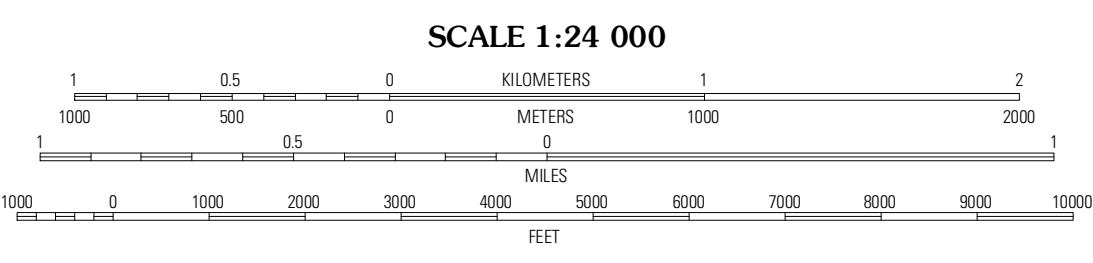 SCALE 1:24 000
1 0.5 0 KILOMETERS 1 2
1000 500 0 METERS 1000 2000
1 0.5 0 1
MILES
1000 0 1000 2000 3000 4000 5000 6000 7000 8000 9000 10000
FEET